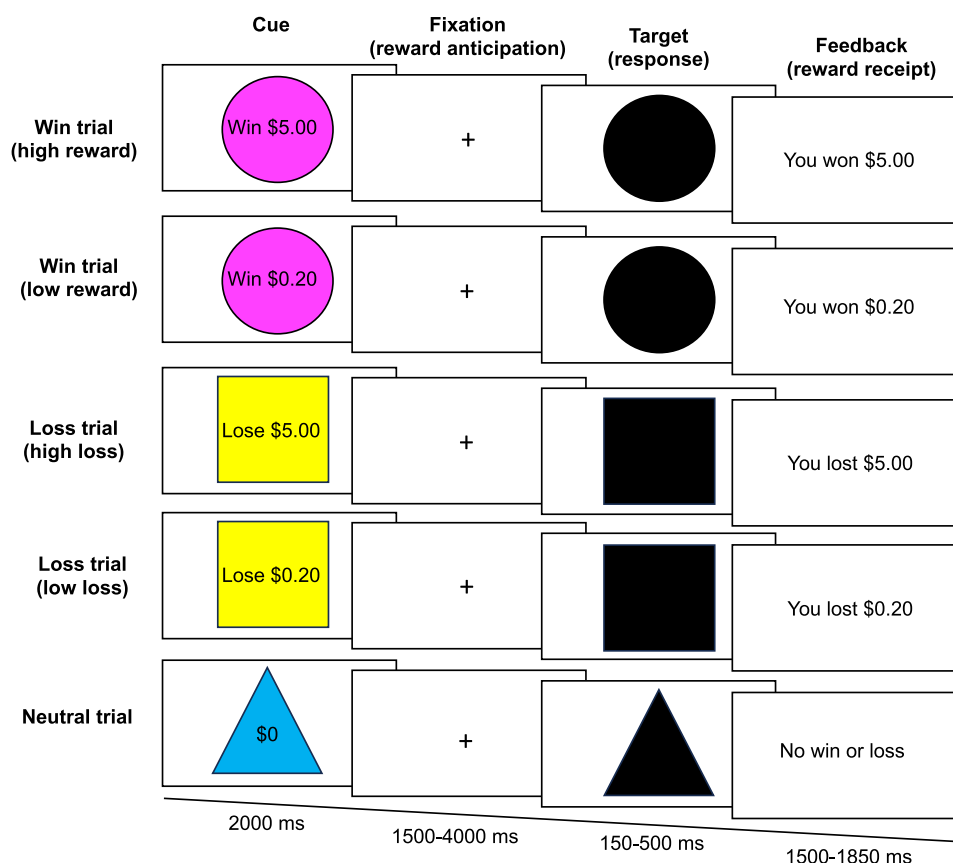 Cue
Fixation
(reward anticipation)
Target
(response)
Feedback
(reward receipt)
Win trial
(high reward)
Win $5.00
+
You won $5.00
Win trial
(low reward)
Win $0.20
+
You won $0.20
Loss trial
(high loss)
Lose $5.00
+
You lost $5.00
Loss trial
(low loss)
Lose $0.20
+
You lost $0.20
Neutral trial
$0
+
No win or loss
2000 ms
1500-4000 ms
150-500 ms
1500-1850 ms